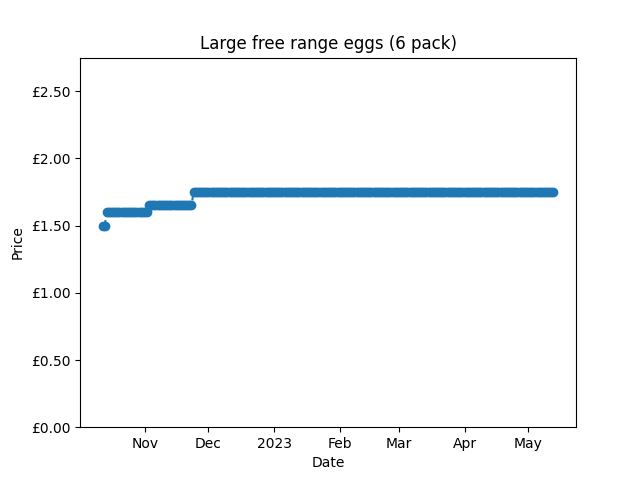 Large free range eggs (6 pack)
£2.50
£2.00
£1.50
£1.00
£0.50
£0.00
Price
Nov Dec 2023 Feb Mar Apr May
Date